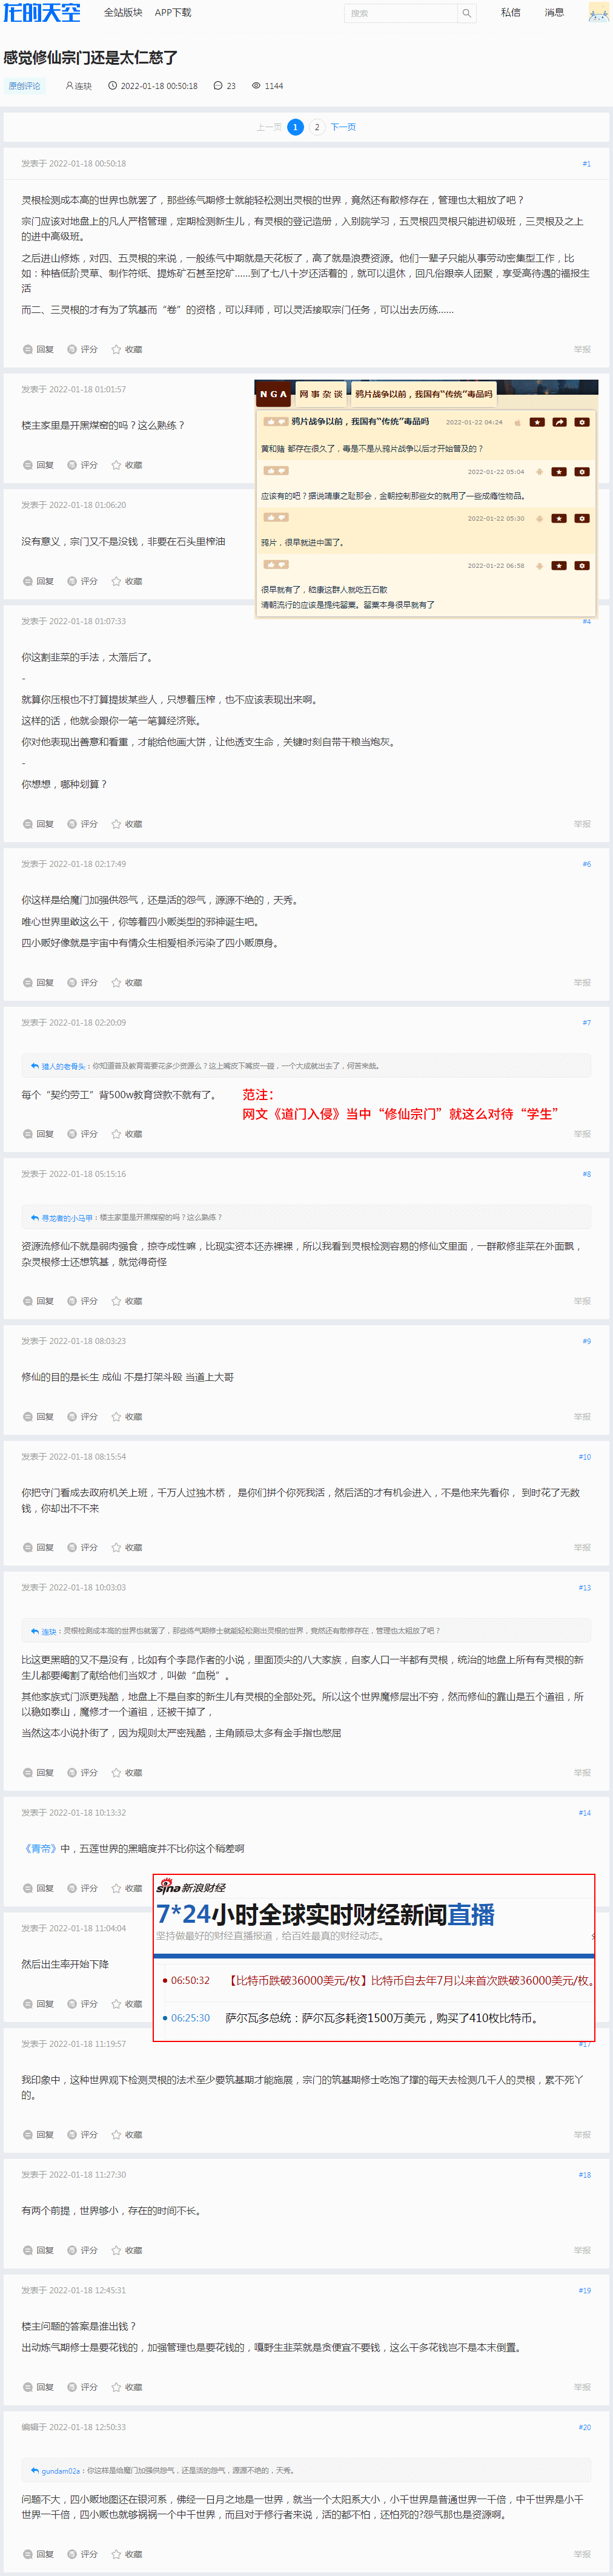 龙的天空 全站版块 APP下载 搜索 私信 消息
感觉修仙宗门还是太仁慈了
原创评论 连玦 2022-01-18 00:50:18 23 1144
上一页 1 2 下一页
发表于 2022-01-18 00:50:18 #1
灵根检测成本高的世界也就罢了，那些练气期修士就能轻松测出灵根的世界，竟然还有散修存在，管理也太粗放了吧？
宗门应该对地盘上的凡人严格管理，定期检测新生儿，有灵根的登记造册，入别院学习，五灵根四灵根只能进初级班，三灵根及之上
的进中高级班。
之后进山修炼，对四、五灵根的来说，一般练气中期就是天花板了，高了就是浪费资源。他们一辈子只能从事劳动密集型工作，比
如：种植低阶灵草、制作符纸、提炼矿石甚至挖矿……到了七八十岁还活着的，就可以退休，回凡俗跟亲人团聚，享受高待遇的福报生
活
而二、三灵根的才有为了筑基而“卷”的资格，可以拜师，可以灵活接取宗门任务，可以出去历练……
回复 评分 收藏 举报
发表于 2022-01-18 01:01:57
楼主家里是开黑煤窑的吗？这么熟练？
回复 评分 收藏
NGA 网事杂谈 鸦片战争以前，我国有“传统”毒品吗
鸦片战争以前，我国有“传统”毒品吗 2022-01-22 04:24
黄和赌 都存在很久了，毒是不是从鸦片战争以后才开始普及的？
2022-01-22 05:04
应该有的吧？据说靖康之耻那会，金朝控制那些女的就用了一些成瘾性物品。
2022-01-22 05:30
鸦片，很早就进中国了。
2022-01-22 06:58
很早就有了，嵇康这群人就吃五石散
清朝流行的应该是提纯罂粟。罂粟本身很早就有了
发表于 2022-01-18 01:06:20
没有意义，宗门又不是没钱，非要在石头里榨油
回复 评分 收藏
发表于 2022-01-18 01:07:33 #4
你这割韭菜的手法，太落后了。
-
就算你压根也不打算提拔某些人，只想着压榨，也不应该表现出来啊。
这样的话，他就会跟你一笔一笔算经济账。
你对他表现出善意和看重，才能给他画大饼，让他透支生命，关键时刻自带干粮当炮灰。
-
你想想，哪种划算？
回复 评分 收藏 举报
发表于 2022-01-18 02:17:49 #6
你这样是给魔门加强供怨气，还是活的怨气，源源不绝的，天秀。
唯心世界里敢这么干，你等着四小贩类型的邪神诞生吧。
四小贩好像就是宇宙中有情众生相爱相杀污染了四小贩原身。
回复 评分 收藏 举报
发表于 2022-01-18 02:20:09 #7
猎人的老骨头：你知道普及教育需要花多少资源么？这上嘴皮下嘴皮一碰，一个大成就出去了，何苦来哉。
每个“契约劳工”背500w教育贷款不就有了。
范注：
网文《道门入侵》当中“修仙宗门”就这么对待“学生”
回复 评分 收藏 举报
发表于 2022-01-18 05:15:16 #8
寻龙者的小马甲：楼主家里是开黑煤窑的吗？这么熟练？
资源流修仙不就是弱肉强食，掠夺成性嘛，比现实资本还赤裸裸，所以我看到灵根检测容易的修仙文里面，一群散修韭菜在外面飘，
杂灵根修士还想筑基，就觉得奇怪
回复 评分 收藏 举报
发表于 2022-01-18 08:03:23 #9
修仙的目的是长生 成仙 不是打架斗殴 当道上大哥
回复 评分 收藏 举报
发表于 2022-01-18 08:15:54 #10
你把守门看成去政府机关上班，千万人过独木桥， 是你们拼个你死我活，然后活的才有机会进入，不是他来先看你， 到时花了无数
钱，你却出不不来
回复 评分 收藏 举报
发表于 2022-01-18 10:03:03 #13
连玦：灵根检测成本高的世界也就罢了，那些练气期修士就能轻松测出灵根的世界，竟然还有散修存在，管理也太粗放了吧？
比这更黑暗的又不是没有，比如有个李昆作者的小说，里面顶尖的八大家族，自家人口一半都有灵根，统治的地盘上所有有灵根的新
生儿都要阉割了献给他们当奴才，叫做“血税”。
其他家族式门派更残酷，地盘上不是自家的新生儿有灵根的全部处死。所以这个世界魔修层出不穷，然而修仙的靠山是五个道祖，所
以稳如泰山，魔修才一个道祖，还被干掉了，
当然这本小说扑街了，因为规则太严密残酷，主角顾忌太多有金手指也憋屈
回复 评分 收藏 举报
发表于 2022-01-18 10:13:32 #14
《青帝》中，五莲世界的黑暗度并不比你这个稍差啊
回复 评分 收藏
sina 新浪财经
7*24小时全球实时财经新闻直播
坚持做最好的财经直播报道，给百姓最真的财经动态。
06:50:32 【比特币跌破36000美元/枚】比特币自去年7月以来首次跌破36000美元/枚。
06:25:30 萨尔瓦多总统：萨尔瓦多耗资1500万美元，购买了410枚比特币。
发表于 2022-01-18 11:04:04
然后出生率开始下降
回复 评分 收藏
发表于 2022-01-18 11:19:57 #17
我印象中，这种世界观下检测灵根的法术至少要筑基期才能施展，宗门的筑基期修士吃饱了撑的每天去检测几千人的灵根，累不死丫
的。
回复 评分 收藏 举报
发表于 2022-01-18 11:27:30 #18
有两个前提，世界够小，存在的时间不长。
回复 评分 收藏 举报
发表于 2022-01-18 12:45:31 #19
楼主问题的答案是谁出钱？
出动炼气期修士是要花钱的，加强管理也是要花钱的，嘎野生韭菜就是贪便宜不要钱，这么干多花钱岂不是本末倒置。
回复 评分 收藏 举报
编辑于 2022-01-18 12:50:33 #20
gundam02a：你这样是给魔门加强供怨气，还是活的怨气，源源不绝的，天秀。
问题不大，四小贩地图还在银河系，佛经一日月之地是一世界，就当一个太阳系大小，小千世界是普通世界一千倍，中千世界是小千
世界一千倍，四小贩也就够祸祸一个中千世界，而且对于修行者来说，活的都不怕，还怕死的?怨气那也是资源啊。
回复 评分 收藏 举报